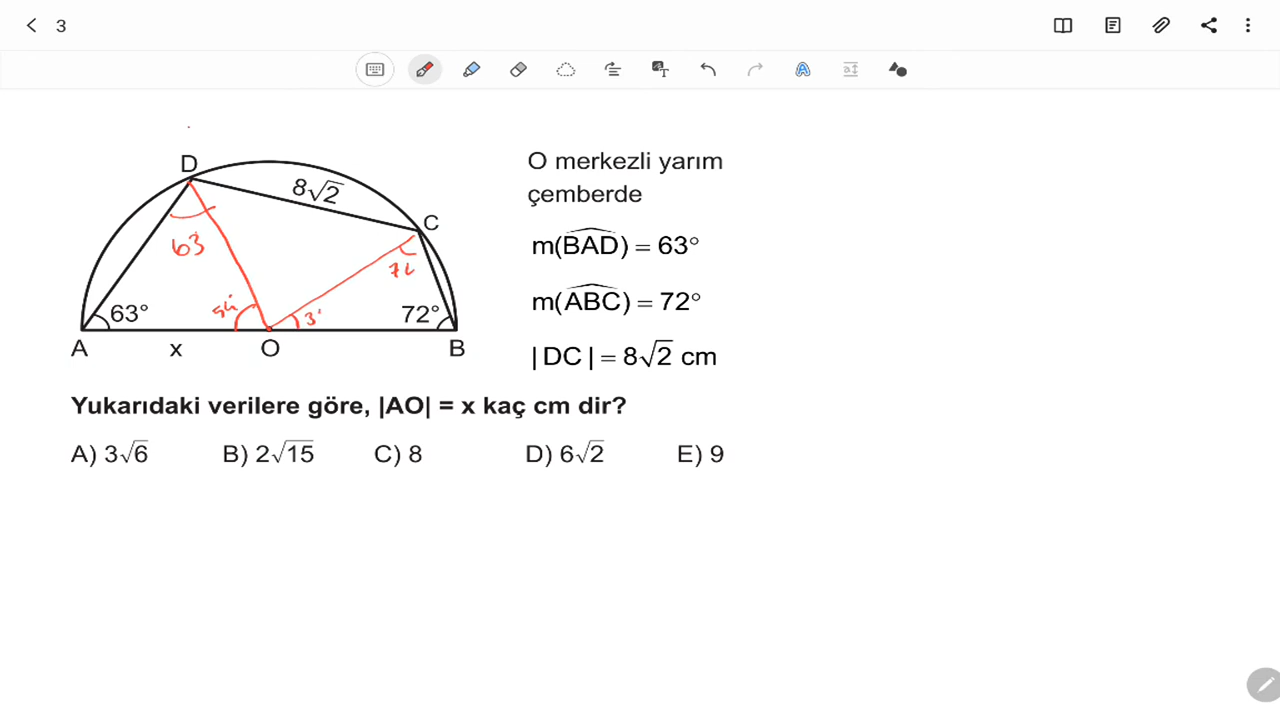 3
D
8√2
C
63
7
63°
54
3
72°
A
x
O
B
O merkezli yarım
çemberde
m(BAD) = 63°
m(ABC) = 72°
|DC| = 8√2 cm
Yukarıdaki verilere göre, |AO| = x kaç cm dir?
A) 3√6 B) 2√15 C) 8 D) 6√2 E) 9